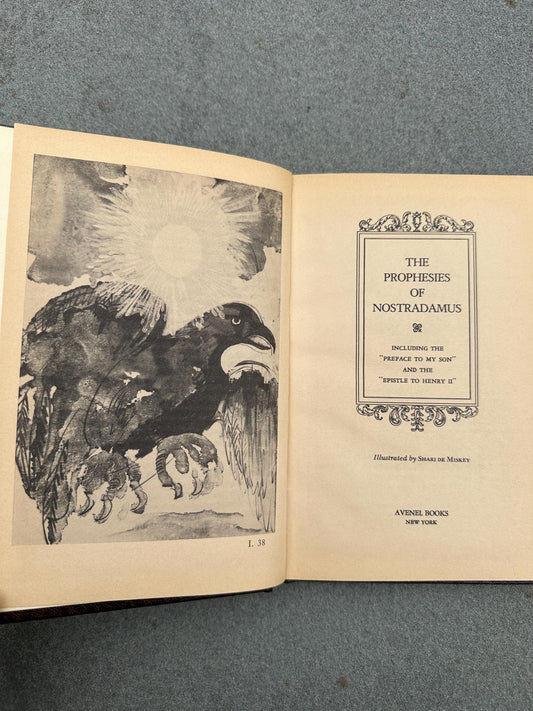 I. 38
THE
PROPHESIES
OF
NOSTRADAMUS
INCLUDING THE
"PREFACE TO MY SON"
AND THE
"EPISTLE TO HENRY II"
Illustrated by SHARI DE MISKEY
AVENEL BOOKS
NEW YORK